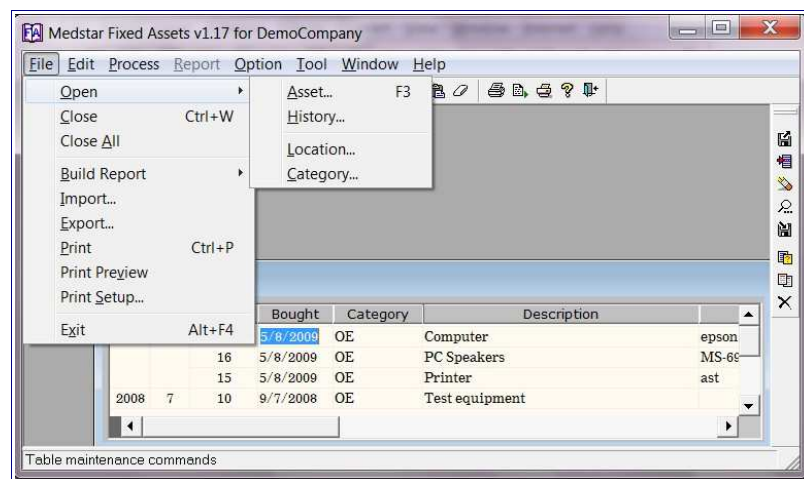 FA Medstar Fixed Assets v1.17 for DemoCompany
File Edit Process Report Option Tool Window Help
Open
Close Ctrl+W
Close All
Build Report
Import...
Export...
Print Ctrl+P
Print Preview
Print Setup...
Exit Alt+F4
Asset... F3
History...
Location...
Category...
Bought Category Description
5/8/2009 OE Computer epson
16 5/8/2009 OE PC Speakers MS-69
15 5/8/2009 OE Printer ast
2008 7 10 9/7/2008 OE Test equipment
Table maintenance commands